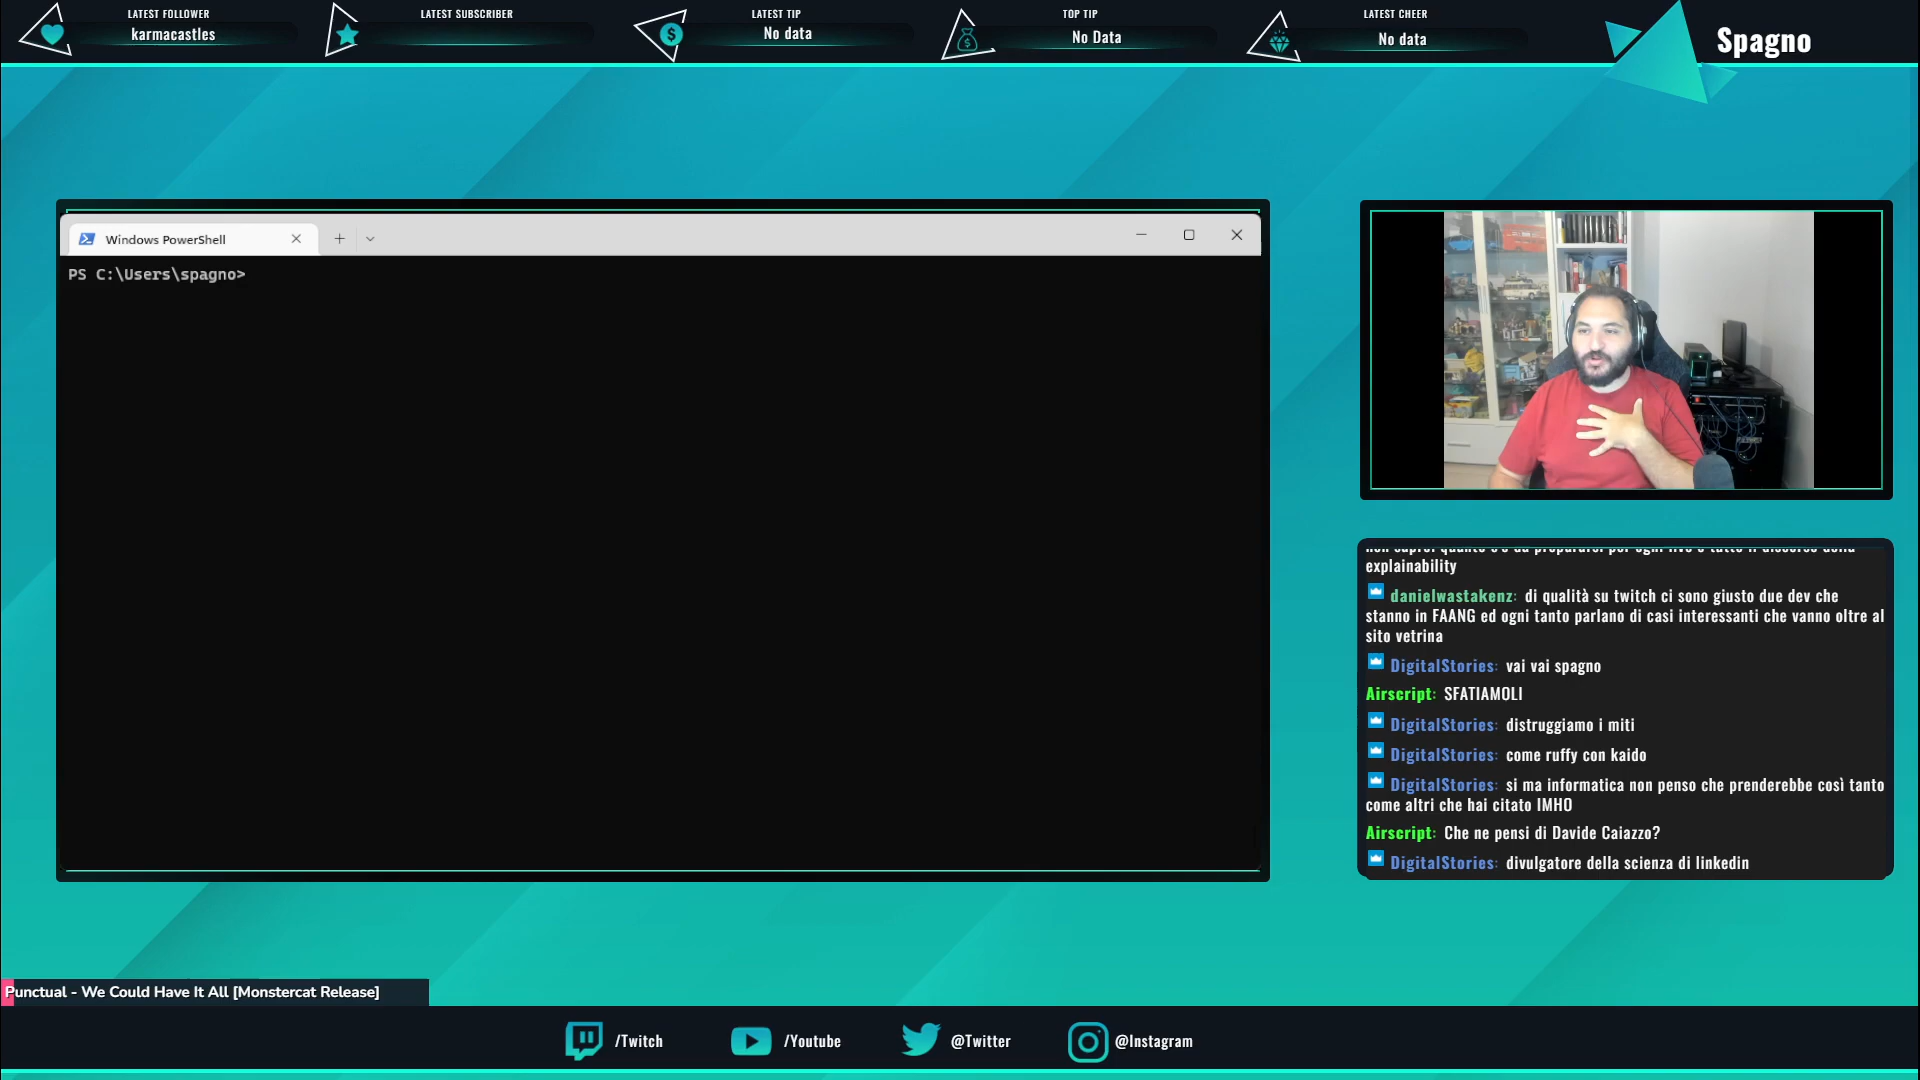 LATEST FOLLOWER
karmacastles
LATEST SUBSCRIBER
LATEST TIP
No data
TOP TIP
No Data
LATEST CHEER
No data
Spagno
Windows PowerShell
PS C:\Users\spagno>
explainability
danielwastakenz: di qualità su twitch ci sono giusto due dev che
stanno in FAANG ed ogni tanto parlano di casi interessanti che vanno oltre al
sito vetrina
DigitalStories: vai vai spagno
Airscript: SFATIAMOLI
DigitalStories: distruggiamo i miti
DigitalStories: come ruffy con kaido
DigitalStories: si ma informatica non penso che prenderebbe così tanto
come altri che hai citato IMHO
Airscript: Che ne pensi di Davide Caiazzo?
DigitalStories: divulgatore della scienza di linkedin
Punctual - We Could Have It All [Monstercat Release]
/Twitch
/Youtube
@Twitter
@Instagram